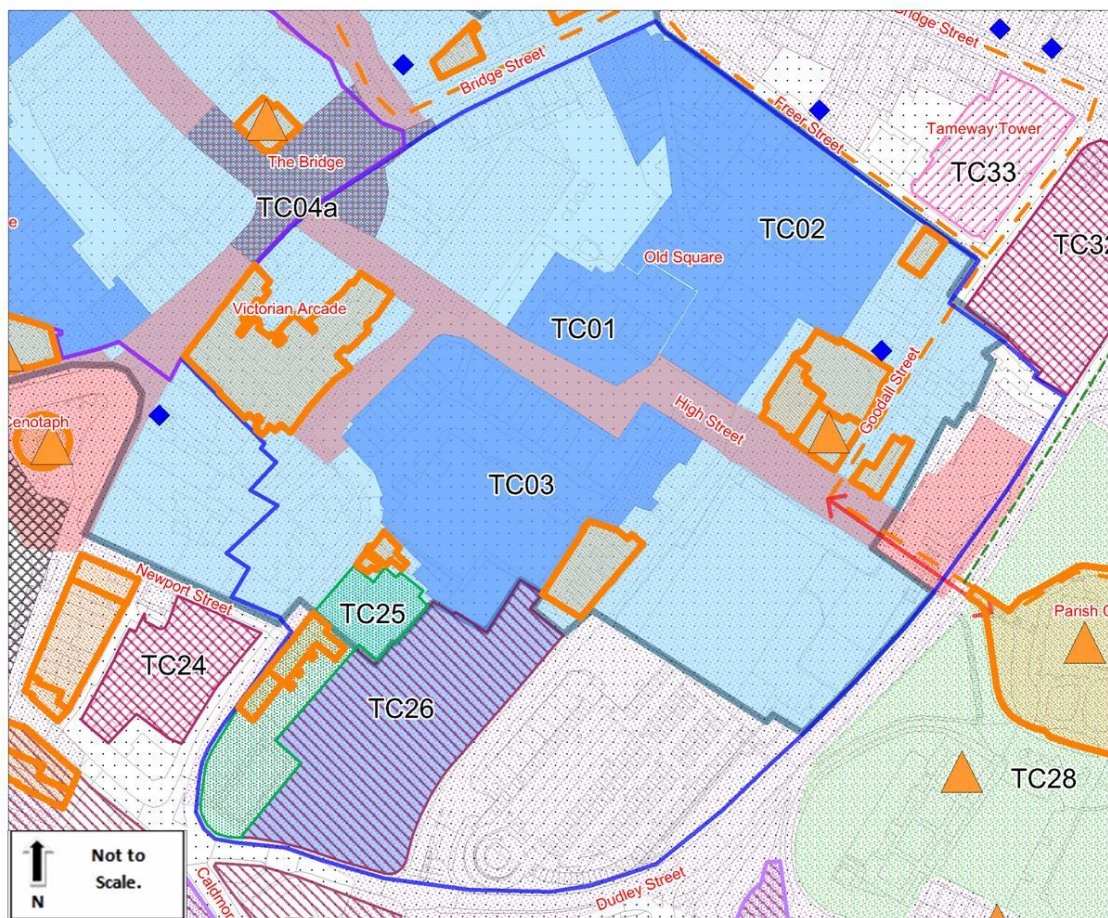 Bridge Street
Bridge Street
Freer Street
Tameway Tower
TC33
The Bridge
TC04a
TC02
TC32
Old Square
Victorian Arcade
TC01
High Street
Goodall Street
Cenotaph
TC03
Newport Street
TC25
TC24
TC26
Parish
TC28
Not to
Scale.
N
Dudley Street